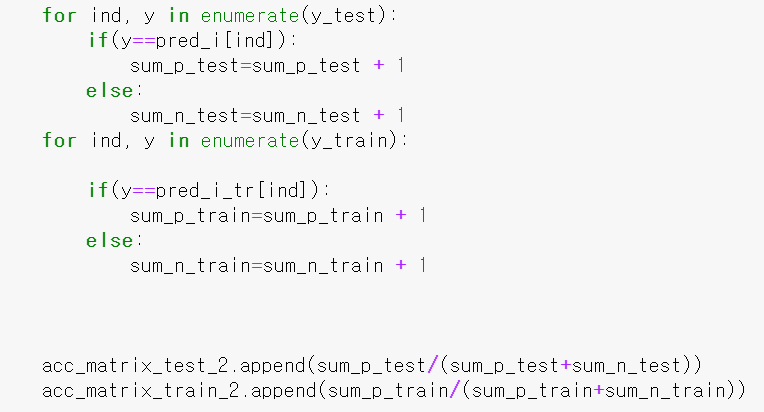 for ind, y in enumerate(y_test):
    if(y==pred_i[ind]):
        sum_p_test=sum_p_test + 1
    else:
        sum_n_test=sum_n_test + 1
for ind, y in enumerate(y_train):
    if(y==pred_i_tr[ind]):
        sum_p_train=sum_p_train + 1
    else:
        sum_n_train=sum_n_train + 1
acc_matrix_test_2.append(sum_p_test/(sum_p_test+sum_n_test))
acc_matrix_train_2.append(sum_p_train/(sum_p_train+sum_n_train))